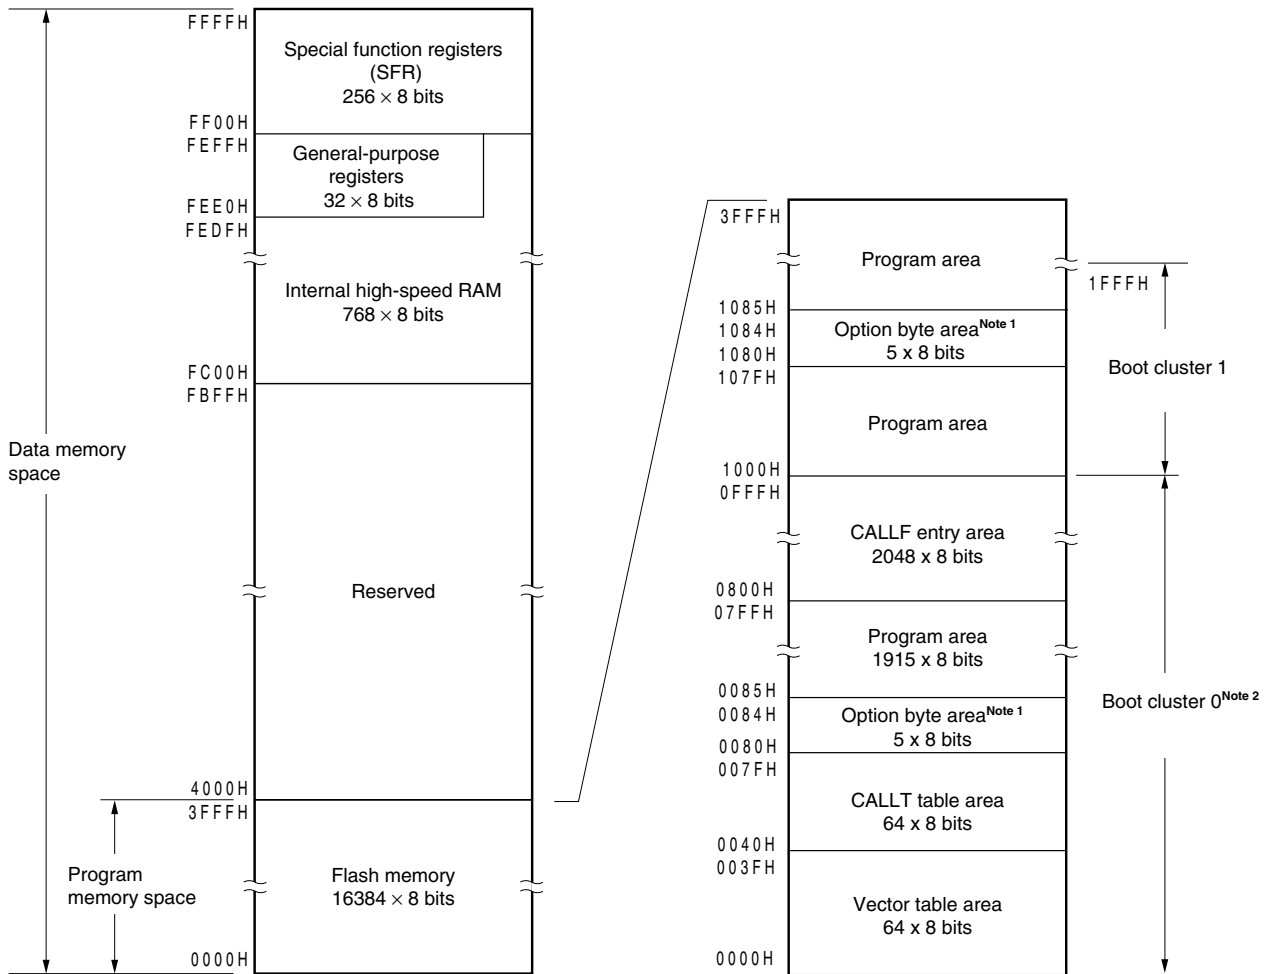 FFFFH
Special function registers
(SFR)
256 × 8 bits
FF00H
FEFFH
General-purpose
registers
32 × 8 bits
FEE0H
FEDFH
Internal high-speed RAM
768 × 8 bits
FC00H
FBFFH
Data memory
space
Reserved
4000H
3FFFH
Program
memory space
Flash memory
16384 × 8 bits
0000H
3FFFH
Program area
1FFFH
1085H
1084H
Option byte area Note 1
5 x 8 bits
1080H
107FH
Boot cluster 1
Program area
1000H
0FFFH
CALLF entry area
2048 x 8 bits
0800H
07FFH
Program area
1915 x 8 bits
0085H
0084H
Option byte area Note 1
5 x 8 bits
Boot cluster 0 Note 2
0080H
007FH
CALLT table area
64 x 8 bits
0040H
003FH
Vector table area
64 x 8 bits
0000H